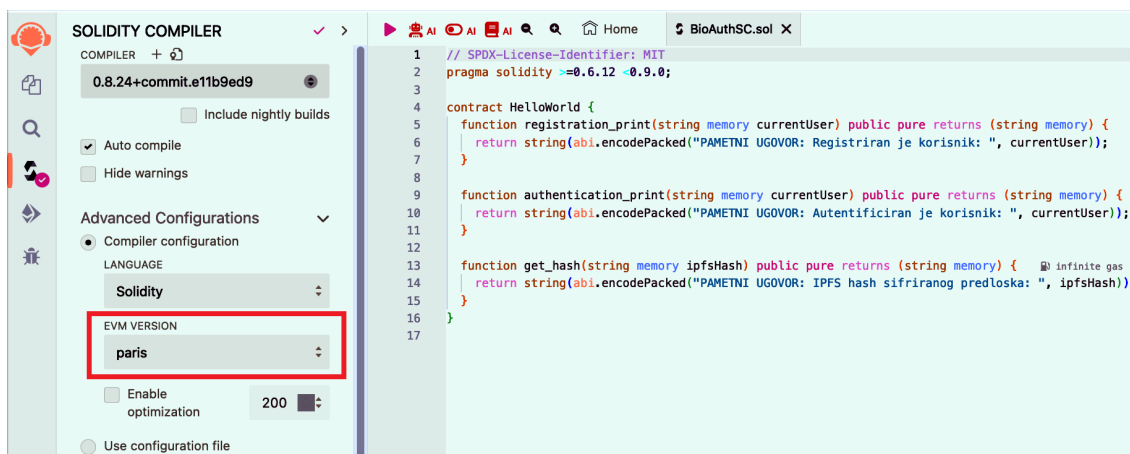 SOLIDITY COMPILER
COMPILER
0.8.24+commit.e11b9ed9
Include nightly builds
Auto compile
Hide warnings
Advanced Configurations
Compiler configuration
LANGUAGE
Solidity
EVM VERSION
paris
Enable
optimization
200
Use configuration file
AI AI AI Home BioAuthSC.sol
1 // SPDX-License-Identifier: MIT
2 pragma solidity >=0.6.12 <0.9.0;
3
4 contract HelloWorld {
5 function registration_print(string memory currentUser) public pure returns (string memory) {
6 return string(abi.encodePacked("PAMETNI UGOVOR: Registriran je korisnik: ", currentUser));
7 }
8
9 function authentication_print(string memory currentUser) public pure returns (string memory) {
10 return string(abi.encodePacked("PAMETNI UGOVOR: Autentificiran je korisnik: ", currentUser));
11 }
12
13 function get_hash(string memory ipfsHash) public pure returns (string memory) { infinite gas
14 return string(abi.encodePacked("PAMETNI UGOVOR: IPFS hash sifriranog predloska: ", ipfsHash))
15 }
16 }
17